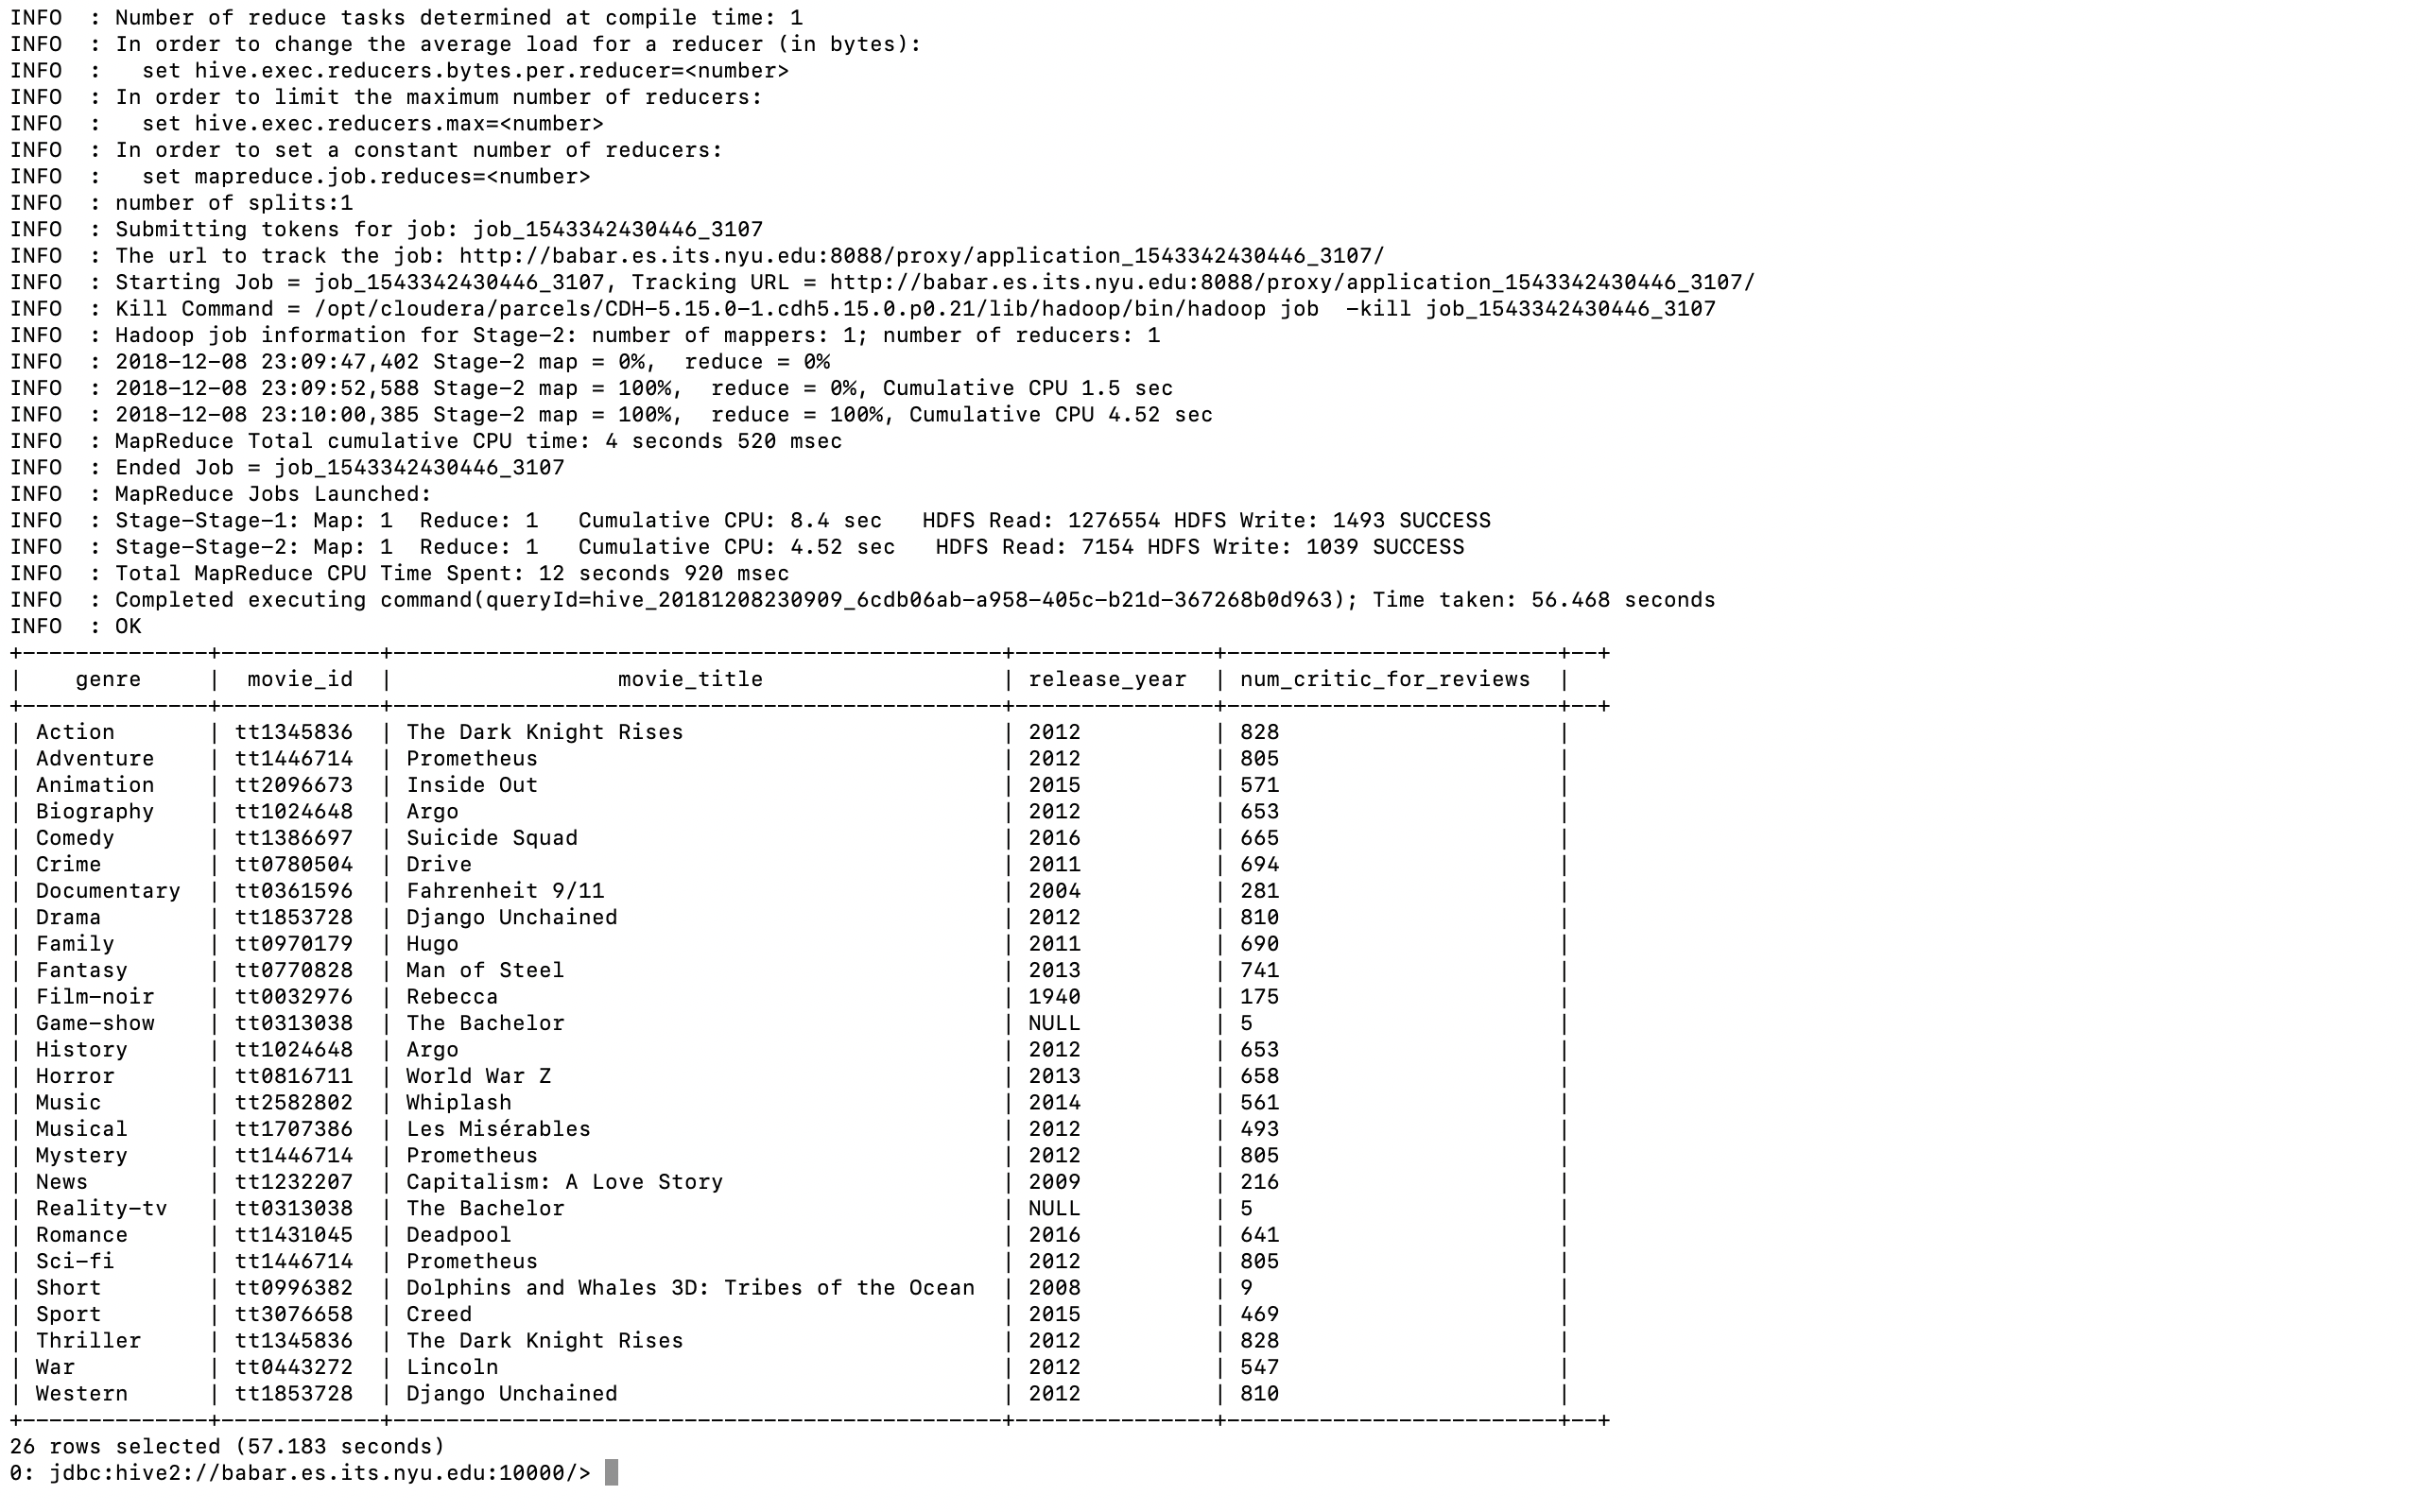 INFO  : Number of reduce tasks determined at compile time: 1
INFO  : In order to change the average load for a reducer (in bytes):
INFO  :   set hive.exec.reducers.bytes.per.reducer=<number>
INFO  : In order to limit the maximum number of reducers:
INFO  :   set hive.exec.reducers.max=<number>
INFO  : In order to set a constant number of reducers:
INFO  :   set mapreduce.job.reduces=<number>
INFO  : number of splits:1
INFO  : Submitting tokens for job: job_1543342430446_3107
INFO  : The url to track the job: http://babar.es.its.nyu.edu:8088/proxy/application_1543342430446_3107/
INFO  : Starting Job = job_1543342430446_3107, Tracking URL = http://babar.es.its.nyu.edu:8088/proxy/application_1543342430446_3107/
INFO  : Kill Command = /opt/cloudera/parcels/CDH-5.15.0-1.cdh5.15.0.p0.21/lib/hadoop/bin/hadoop job  -kill job_1543342430446_3107
INFO  : Hadoop job information for Stage-2: number of mappers: 1; number of reducers: 1
INFO  : 2018-12-08 23:09:47,402 Stage-2 map = 0%,  reduce = 0%
INFO  : 2018-12-08 23:09:52,588 Stage-2 map = 100%,  reduce = 0%, Cumulative CPU 1.5 sec
INFO  : 2018-12-08 23:10:00,385 Stage-2 map = 100%,  reduce = 100%, Cumulative CPU 4.52 sec
INFO  : MapReduce Total cumulative CPU time: 4 seconds 520 msec
INFO  : Ended Job = job_1543342430446_3107
INFO  : MapReduce Jobs Launched:
INFO  : Stage-Stage-1: Map: 1  Reduce: 1   Cumulative CPU: 8.4 sec   HDFS Read: 1276554 HDFS Write: 1493 SUCCESS
INFO  : Stage-Stage-2: Map: 1  Reduce: 1   Cumulative CPU: 4.52 sec   HDFS Read: 7154 HDFS Write: 1039 SUCCESS
INFO  : Total MapReduce CPU Time Spent: 12 seconds 920 msec
INFO  : Completed executing command(queryId=hive_20181208230909_6cdb06ab-a958-405c-b21d-367268b0d963); Time taken: 56.468 seconds
INFO  : OK
| genre | movie_id | movie_title | release_year | num_critic_for_reviews |
| Action | tt1345836 | The Dark Knight Rises | 2012 | 828 |
| Adventure | tt1446714 | Prometheus | 2012 | 805 |
| Animation | tt2096673 | Inside Out | 2015 | 571 |
| Biography | tt1024648 | Argo | 2012 | 653 |
| Comedy | tt1386697 | Suicide Squad | 2016 | 665 |
| Crime | tt0780504 | Drive | 2011 | 694 |
| Documentary | tt0361596 | Fahrenheit 9/11 | 2004 | 281 |
| Drama | tt1853728 | Django Unchained | 2012 | 810 |
| Family | tt0970179 | Hugo | 2011 | 690 |
| Fantasy | tt0770828 | Man of Steel | 2013 | 741 |
| Film-noir | tt0032976 | Rebecca | 1940 | 175 |
| Game-show | tt0313038 | The Bachelor | NULL | 5 |
| History | tt1024648 | Argo | 2012 | 653 |
| Horror | tt0816711 | World War Z | 2013 | 658 |
| Music | tt2582802 | Whiplash | 2014 | 561 |
| Musical | tt1707386 | Les Misérables | 2012 | 493 |
| Mystery | tt1446714 | Prometheus | 2012 | 805 |
| News | tt1232207 | Capitalism: A Love Story | 2009 | 216 |
| Reality-tv | tt0313038 | The Bachelor | NULL | 5 |
| Romance | tt1431045 | Deadpool | 2016 | 641 |
| Sci-fi | tt1446714 | Prometheus | 2012 | 805 |
| Short | tt0996382 | Dolphins and Whales 3D: Tribes of the Ocean | 2008 | 9 |
| Sport | tt3076658 | Creed | 2015 | 469 |
| Thriller | tt1345836 | The Dark Knight Rises | 2012 | 828 |
| War | tt0443272 | Lincoln | 2012 | 547 |
| Western | tt1853728 | Django Unchained | 2012 | 810 |
26 rows selected (57.183 seconds)
0: jdbc:hive2://babar.es.its.nyu.edu:10000/>